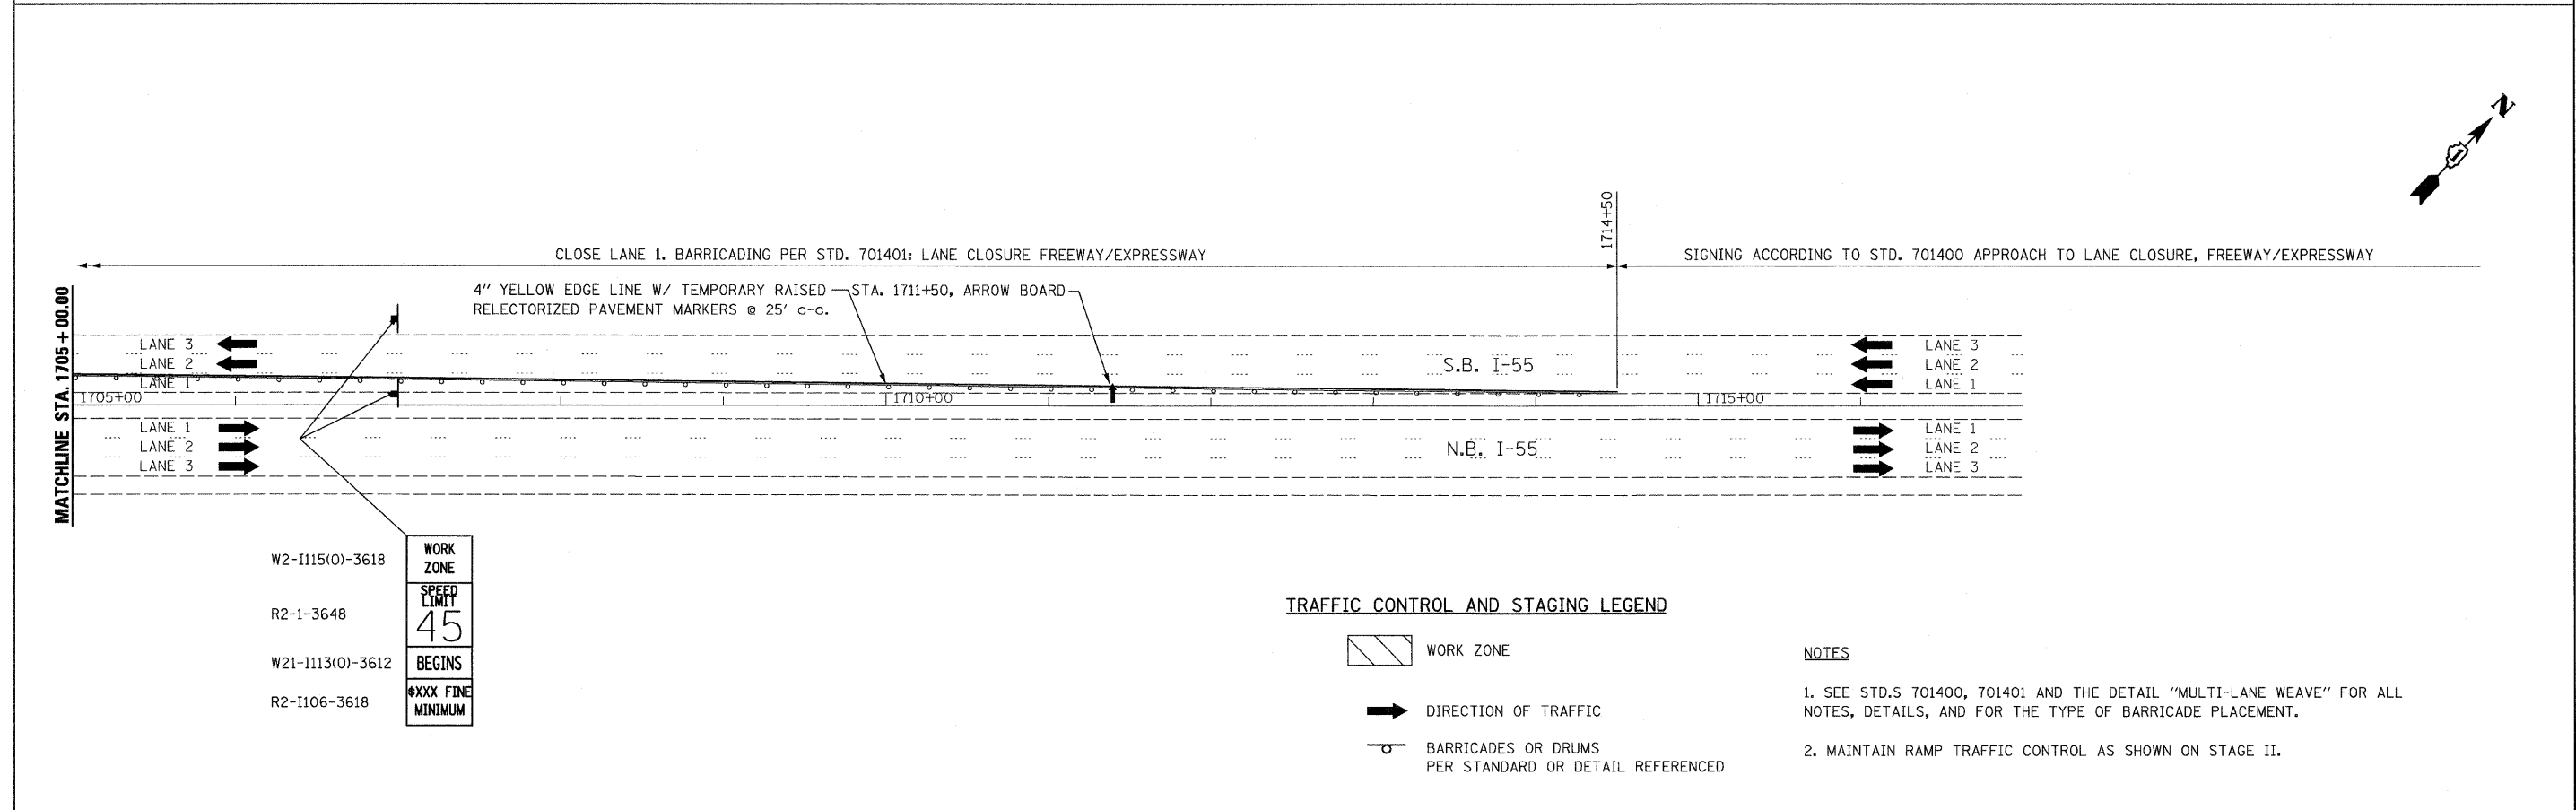 N
1
1714+50
CLOSE LANE 1. BARRICADING PER STD. 701401: LANE CLOSURE FREEWAY/EXPRESSWAY
SIGNING ACCORDING TO STD. 701400 APPROACH TO LANE CLOSURE, FREEWAY/EXPRESSWAY
4" YELLOW EDGE LINE W/ TEMPORARY RAISED
RELECTORIZED PAVEMENT MARKERS @ 25' c-c.
STA. 1711+50, ARROW BOARD
MATCHLINE STA. 1705+00.00
LANE 3
LANE 2
LANE 1
S.B. I-55
LANE 3
LANE 2
LANE 1
1705+00
1710+00
1715+00
LANE 1
LANE 2
LANE 3
N.B. I-55
LANE 1
LANE 2
LANE 3
W2-I115(O)-3618
WORK
ZONE
R2-1-3648
SPEED
LIMIT
45
W21-I113(O)-3612
BEGINS
R2-I106-3618
$XXX FINE
MINIMUM
TRAFFIC CONTROL AND STAGING LEGEND
WORK ZONE
DIRECTION OF TRAFFIC
BARRICADES OR DRUMS
PER STANDARD OR DETAIL REFERENCED
NOTES
1. SEE STD.S 701400, 701401 AND THE DETAIL "MULTI-LANE WEAVE" FOR ALL
NOTES, DETAILS, AND FOR THE TYPE OF BARRICADE PLACEMENT.
2. MAINTAIN RAMP TRAFFIC CONTROL AS SHOWN ON STAGE II.